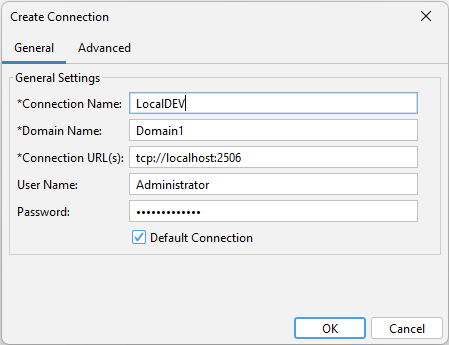 Create Connection
General Advanced
General Settings
*Connection Name: LocalDEV
*Domain Name: Domain1
*Connection URL(s): tcp://localhost:2506
User Name: Administrator
Password: •••••••••••••
Default Connection
OK Cancel